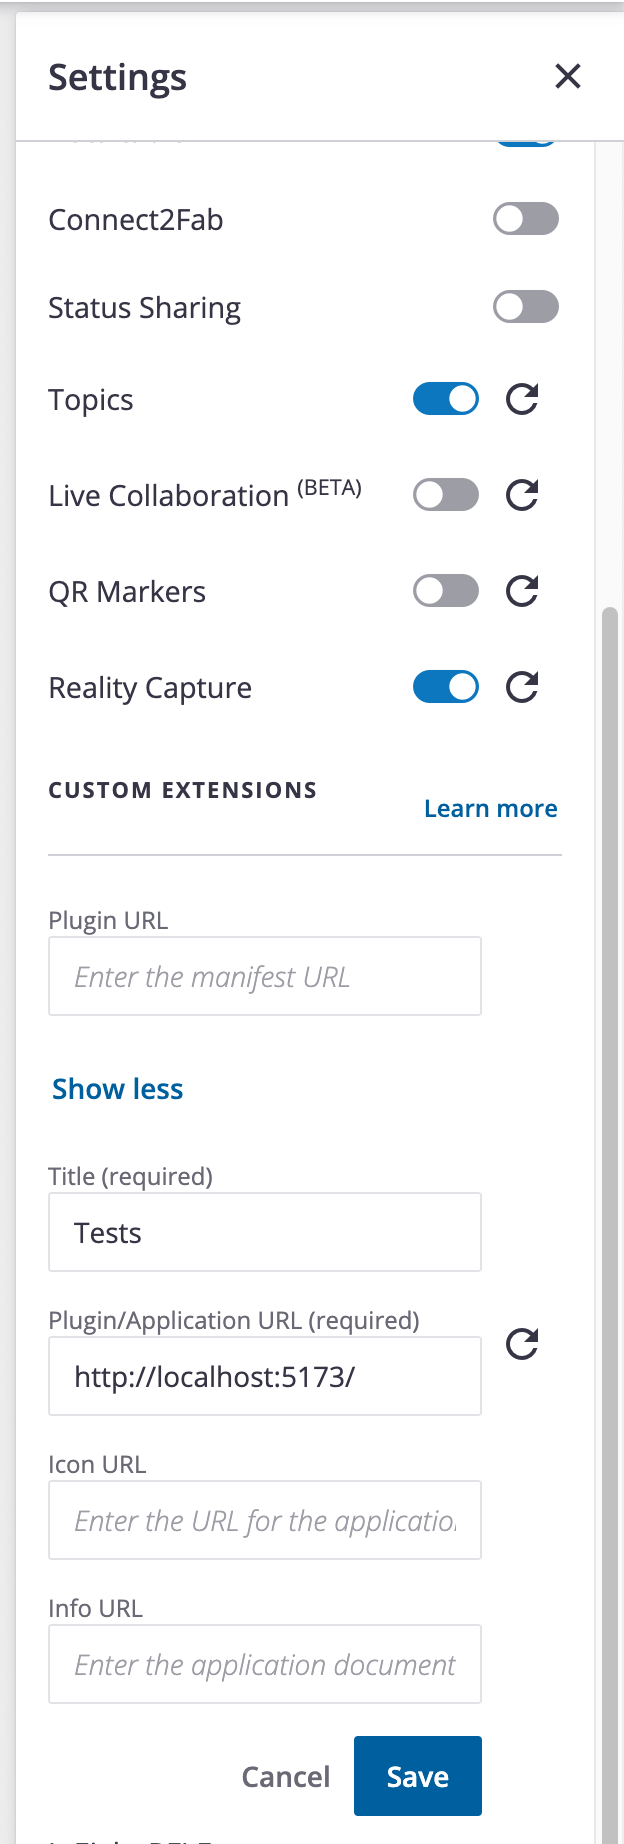 Settings
Connect2Fab
Status Sharing
Topics
Live Collaboration (BETA)
QR Markers
Reality Capture
CUSTOM EXTENSIONS
Learn more
Plugin URL
Enter the manifest URL
Show less
Title (required)
Tests
Plugin/Application URL (required)
http://localhost:5173/
Icon URL
Enter the URL for the applicatio
Info URL
Enter the application document
Cancel
Save